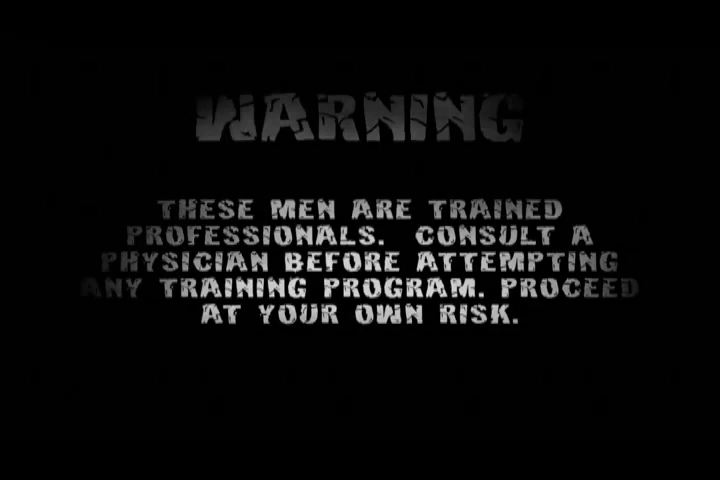 WARNING
THESE MEN ARE TRAINED
PROFESSIONALS. CONSULT A
PHYSICIAN BEFORE ATTEMPTING
ANY TRAINING PROGRAM. PROCEED
AT YOUR OWN RISK.